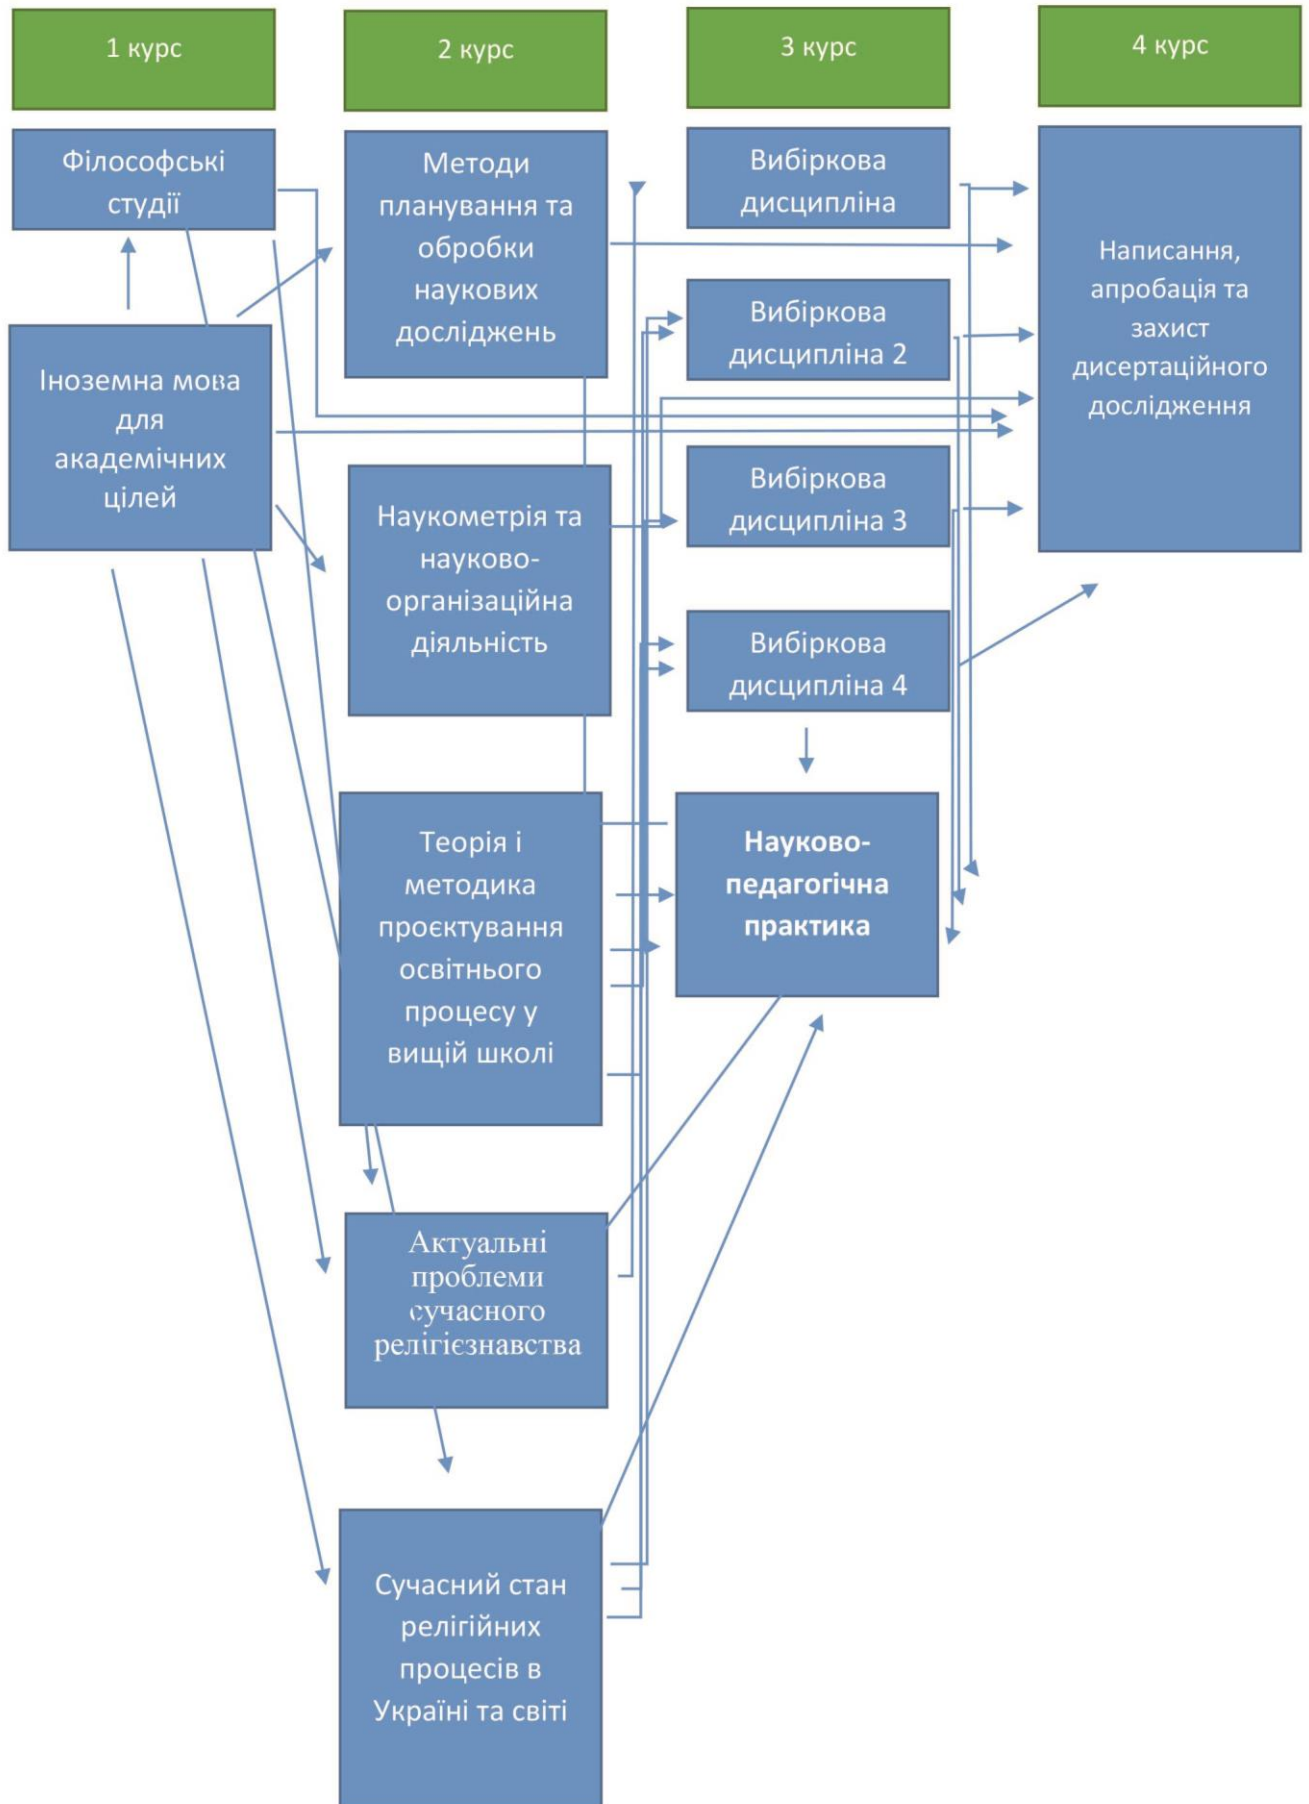 1 курс
2 курс
3 курс
4 курс
Філософські
студії
Іноземна мова
для
академічних
цілей
Методи
планування та
обробки
наукових
досліджень
Наукометрія та
науково-
організаційна
діяльність
Теорія і
методика
проєктування
освітнього
процесу у
вищій школі
Актуальні
проблеми
сучасного
релігієзнавства
Сучасний стан
релігійних
процесів в
Україні та світі
Вибіркова
дисципліна
Вибіркова
дисципліна 2
Вибіркова
дисципліна 3
Вибіркова
дисципліна 4
Науково-
педагогічна
практика
Написання,
апробація та
захист
дисертаційного
дослідження